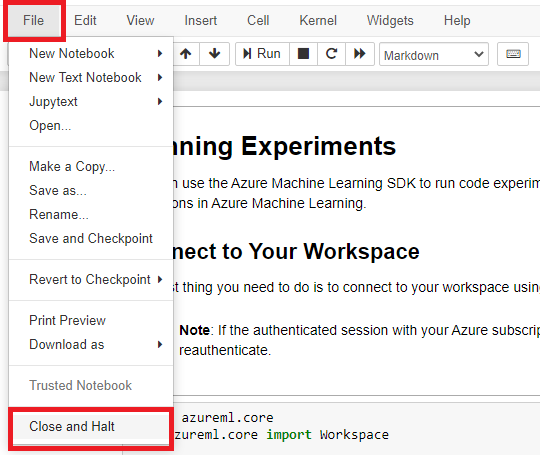 File Edit View Insert Cell Kernel Widgets Help
Run Markdown
New Notebook
New Text Notebook
Jupytext
Open...
Make a Copy...
Save as...
Rename...
Save and Checkpoint
Revert to Checkpoint
Print Preview
Download as
Trusted Notebook
Close and Halt
nning Experiments
use the Azure Machine Learning SDK to run code experim
ons in Azure Machine Learning.
nect to Your Workspace
st thing you need to do is to connect to your workspace using
Note: If the authenticated session with your Azure subscrip
reauthenticate.
azureml.core
zureml.core import Workspace